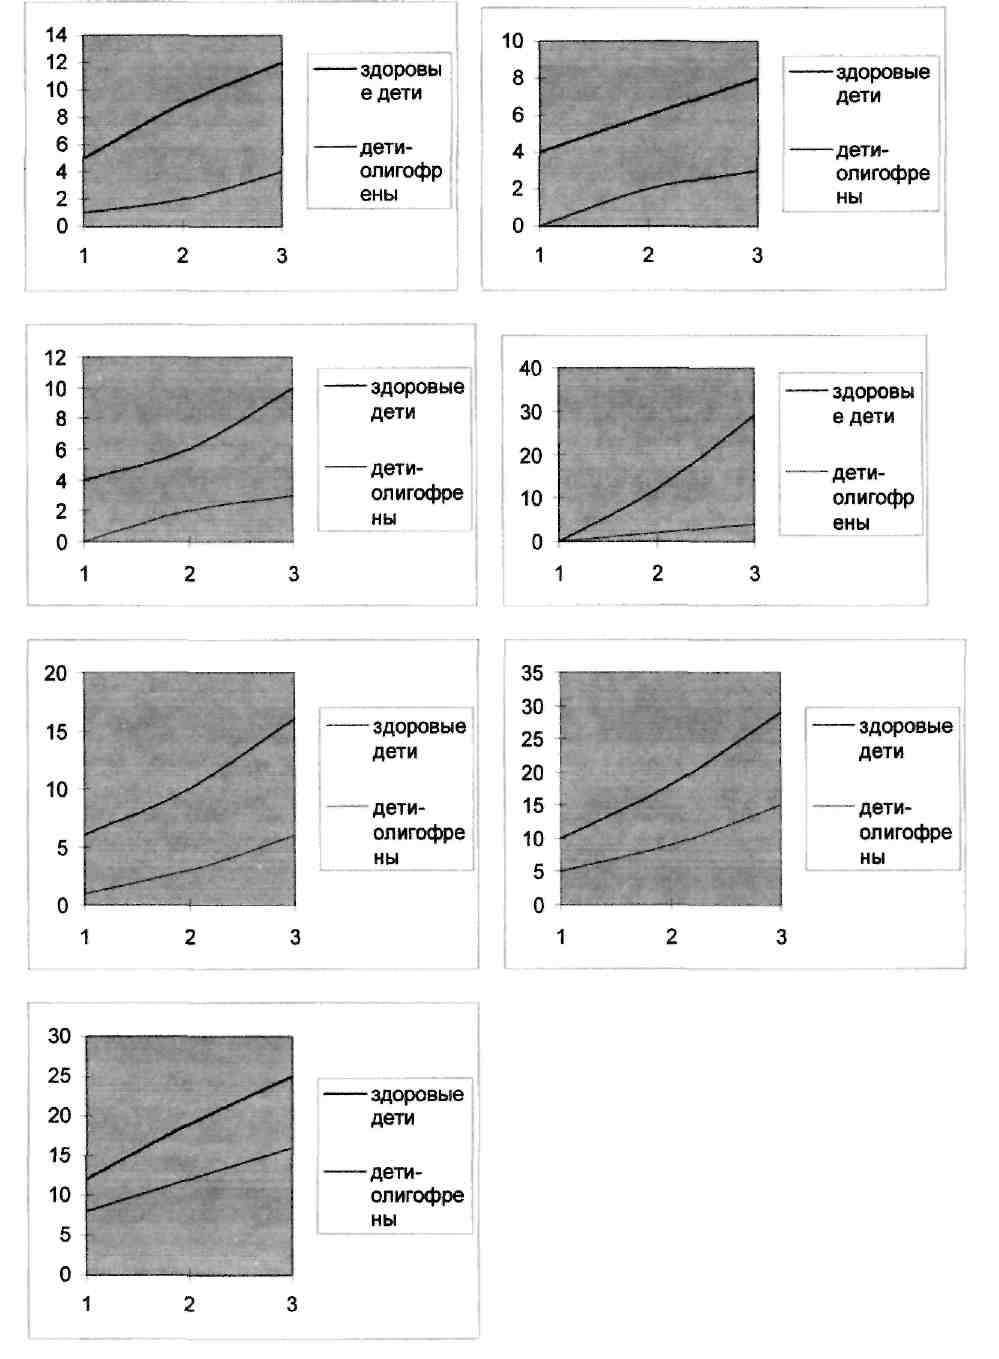 14
12
10
8
6
4
2
0
1 2 3
здоровы
е дети
дети-
олигофр
ены
10
8
6
4
2
0
1 2 3
здоровые
дети
дети-
олигофре
ны
12
10
8
6
4
2
0
1 2 3
здоровые
дети
дети-
олигофре
ны
40
30
20
10
0
1 2 3
здоровы
е дети
дети-
олигофр
ены
20
15
10
5
0
1 2 3
здоровые
дети
дети-
олигофре
ны
35
30
25
20
15
10
5
0
1 2 3
здоровые
дети
дети-
олигофре
ны
30
25
20
15
10
5
0
1 2 3
здоровые
дети
дети-
олигофре
ны